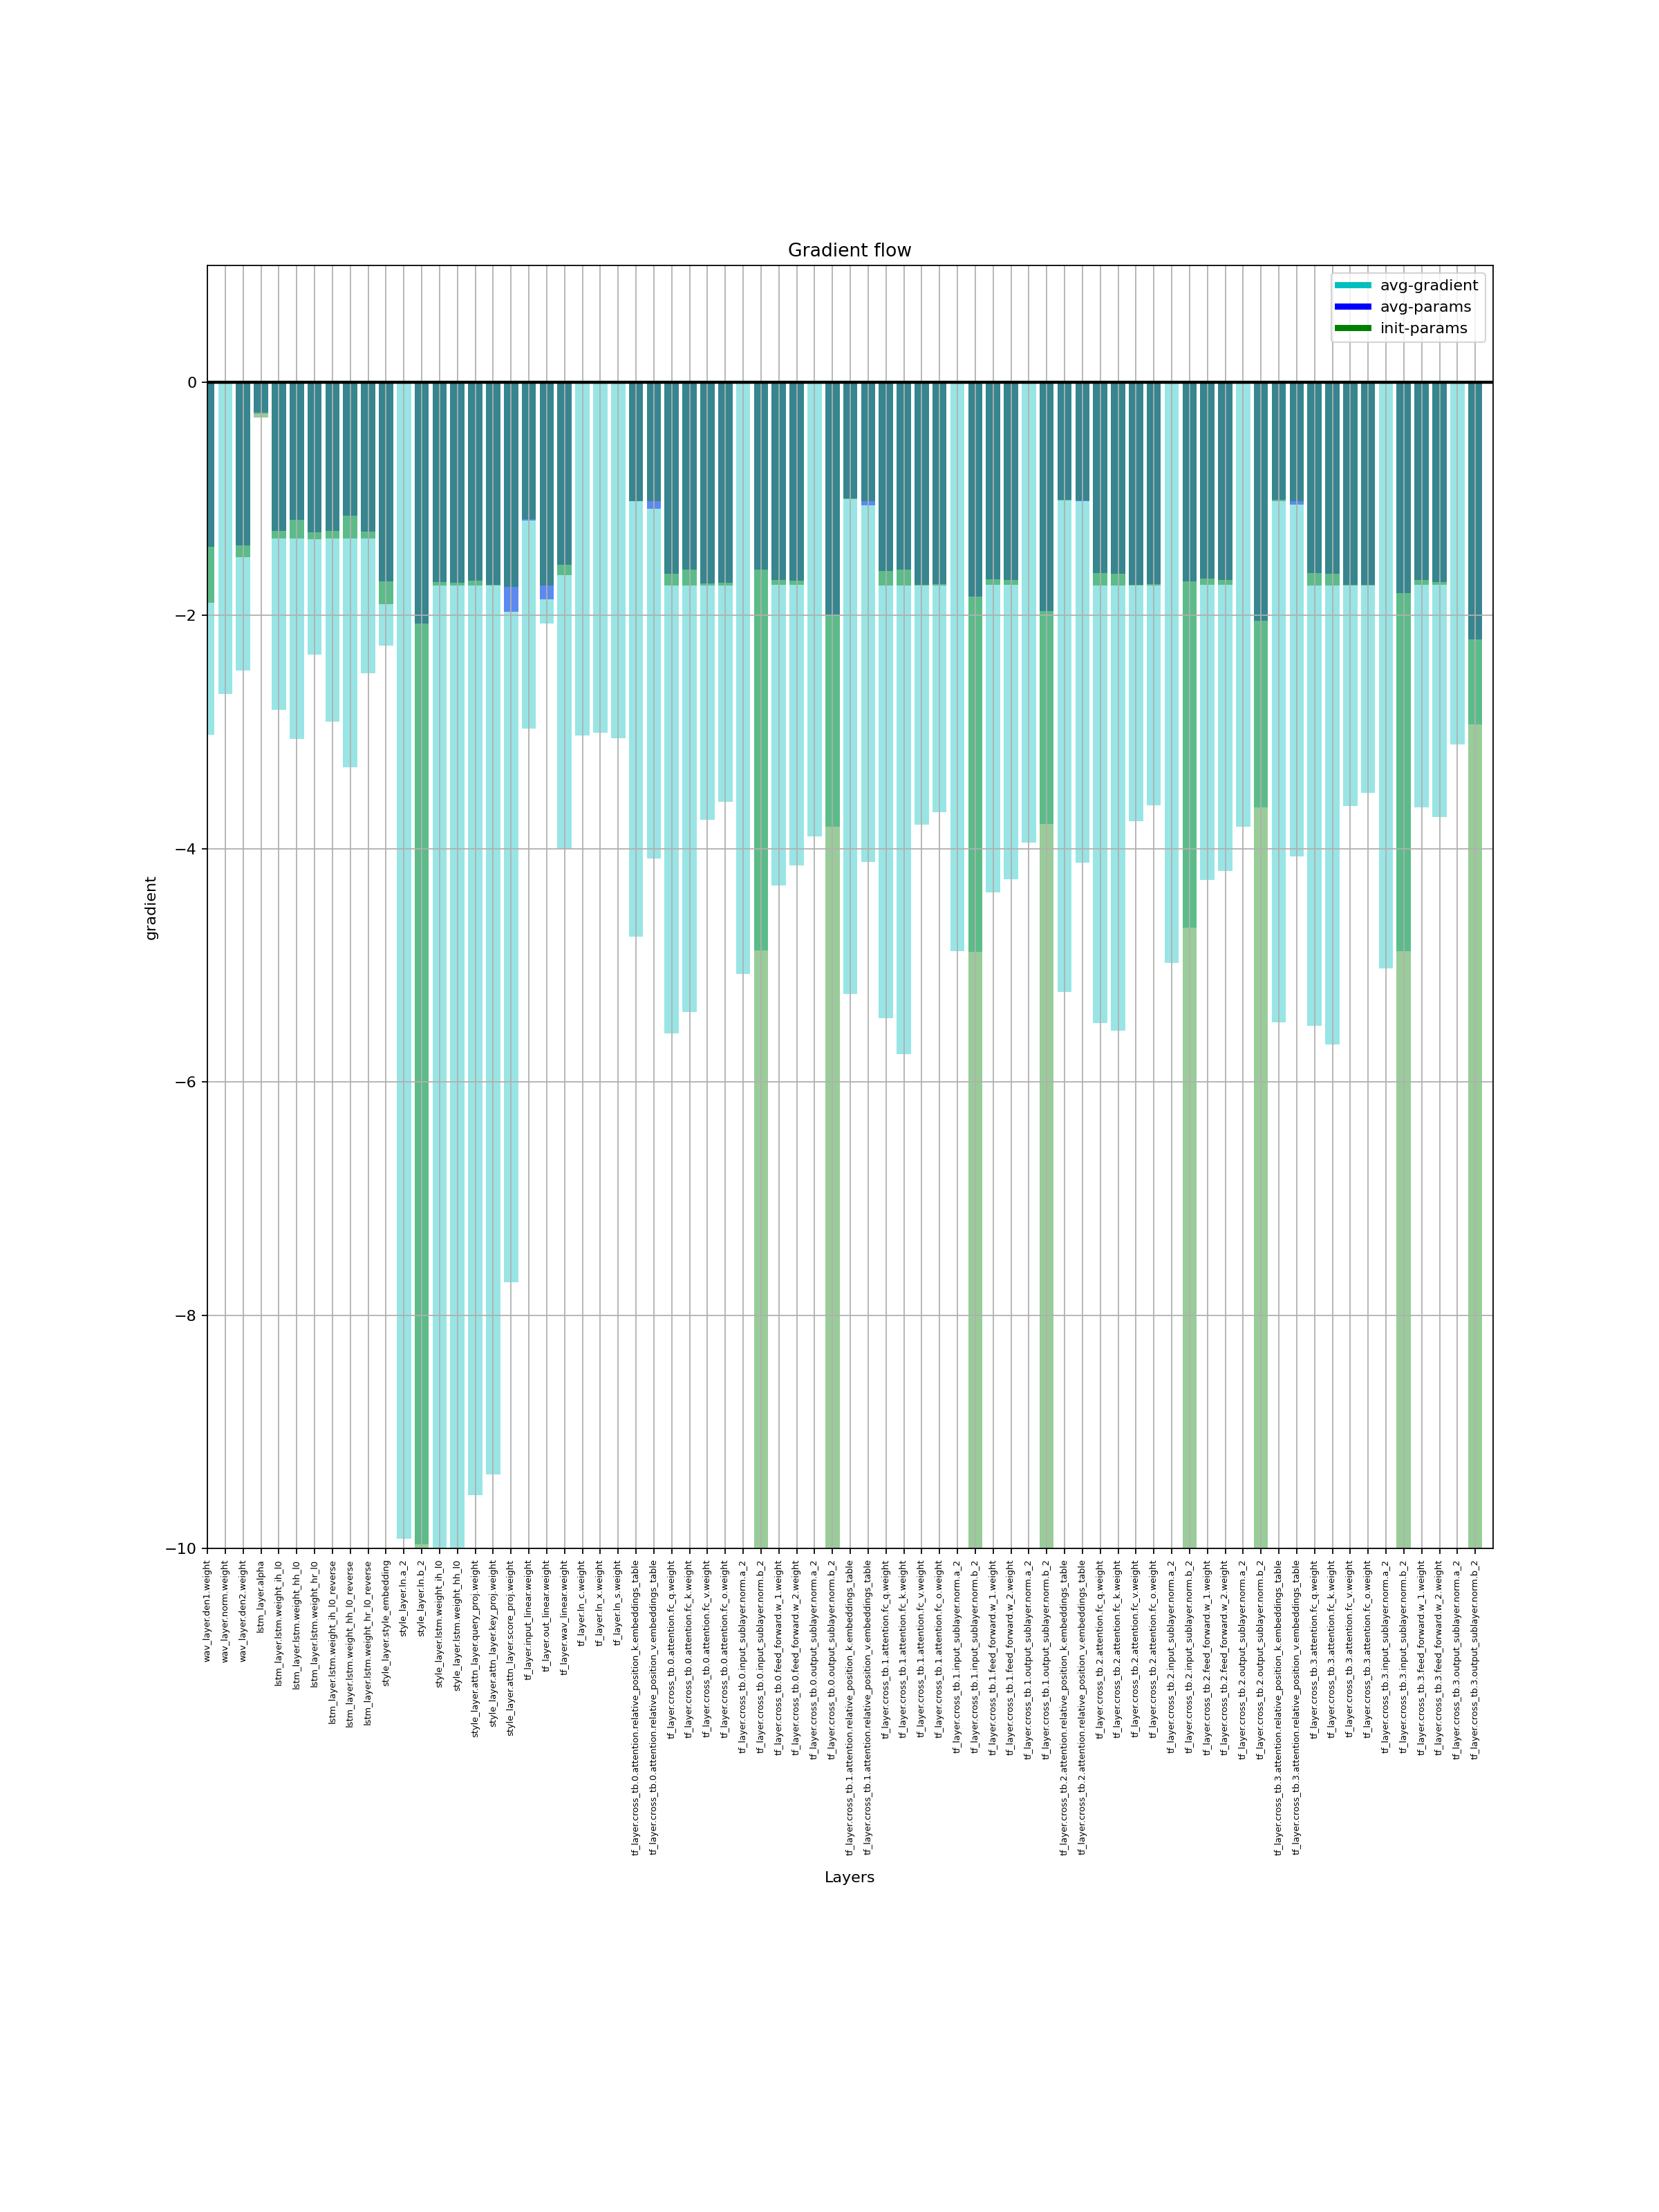 Gradient flow
avg-gradient
avg-params
init-params
0
−2
−4
−6
−8
−10
gradient
wav_layer.den1.weight
wav_layer.norm.weight
wav_layer.den2.weight
lstm_layer.alpha
lstm_layer.lstm.weight_ih_l0
lstm_layer.lstm.weight_hh_l0
lstm_layer.lstm.weight_hr_l0
lstm_layer.lstm.weight_ih_l0_reverse
lstm_layer.lstm.weight_hh_l0_reverse
lstm_layer.lstm.weight_hr_l0_reverse
style_layer.style_embedding
style_layer.ln.a_2
style_layer.ln.b_2
style_layer.lstm.weight_ih_l0
style_layer.lstm.weight_hh_l0
style_layer.attn_layer.query_proj.weight
style_layer.attn_layer.key_proj.weight
style_layer.attn_layer.score_proj.weight
tf_layer.input_linear.weight
tf_layer.out_linear.weight
tf_layer.wav_linear.weight
tf_layer.ln_c.weight
tf_layer.ln_x.weight
tf_layer.ln_s.weight
tf_layer.cross_tb.0.attention.relative_position_k.embeddings_table
tf_layer.cross_tb.0.attention.relative_position_v.embeddings_table
tf_layer.cross_tb.0.attention.fc_q.weight
tf_layer.cross_tb.0.attention.fc_k.weight
tf_layer.cross_tb.0.attention.fc_v.weight
tf_layer.cross_tb.0.attention.fc_o.weight
tf_layer.cross_tb.0.input_sublayer.norm.a_2
tf_layer.cross_tb.0.input_sublayer.norm.b_2
tf_layer.cross_tb.0.feed_forward.w_1.weight
tf_layer.cross_tb.0.feed_forward.w_2.weight
tf_layer.cross_tb.0.output_sublayer.norm.a_2
tf_layer.cross_tb.0.output_sublayer.norm.b_2
tf_layer.cross_tb.1.attention.relative_position_k.embeddings_table
tf_layer.cross_tb.1.attention.relative_position_v.embeddings_table
tf_layer.cross_tb.1.attention.fc_q.weight
tf_layer.cross_tb.1.attention.fc_k.weight
tf_layer.cross_tb.1.attention.fc_v.weight
tf_layer.cross_tb.1.attention.fc_o.weight
tf_layer.cross_tb.1.input_sublayer.norm.a_2
tf_layer.cross_tb.1.input_sublayer.norm.b_2
tf_layer.cross_tb.1.feed_forward.w_1.weight
tf_layer.cross_tb.1.feed_forward.w_2.weight
tf_layer.cross_tb.1.output_sublayer.norm.a_2
tf_layer.cross_tb.1.output_sublayer.norm.b_2
tf_layer.cross_tb.2.attention.relative_position_k.embeddings_table
tf_layer.cross_tb.2.attention.relative_position_v.embeddings_table
tf_layer.cross_tb.2.attention.fc_q.weight
tf_layer.cross_tb.2.attention.fc_k.weight
tf_layer.cross_tb.2.attention.fc_v.weight
tf_layer.cross_tb.2.attention.fc_o.weight
tf_layer.cross_tb.2.input_sublayer.norm.a_2
tf_layer.cross_tb.2.input_sublayer.norm.b_2
tf_layer.cross_tb.2.feed_forward.w_1.weight
tf_layer.cross_tb.2.feed_forward.w_2.weight
tf_layer.cross_tb.2.output_sublayer.norm.a_2
tf_layer.cross_tb.2.output_sublayer.norm.b_2
tf_layer.cross_tb.3.attention.relative_position_k.embeddings_table
tf_layer.cross_tb.3.attention.relative_position_v.embeddings_table
tf_layer.cross_tb.3.attention.fc_q.weight
tf_layer.cross_tb.3.attention.fc_k.weight
tf_layer.cross_tb.3.attention.fc_v.weight
tf_layer.cross_tb.3.attention.fc_o.weight
tf_layer.cross_tb.3.input_sublayer.norm.a_2
tf_layer.cross_tb.3.input_sublayer.norm.b_2
tf_layer.cross_tb.3.feed_forward.w_1.weight
tf_layer.cross_tb.3.feed_forward.w_2.weight
tf_layer.cross_tb.3.output_sublayer.norm.a_2
tf_layer.cross_tb.3.output_sublayer.norm.b_2
Layers